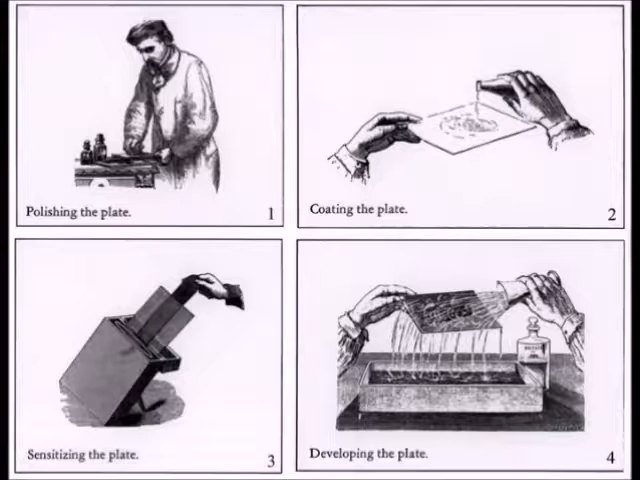 Polishing the plate. 1
Coating the plate. 2
Sensitizing the plate. 3
Developing the plate. 4